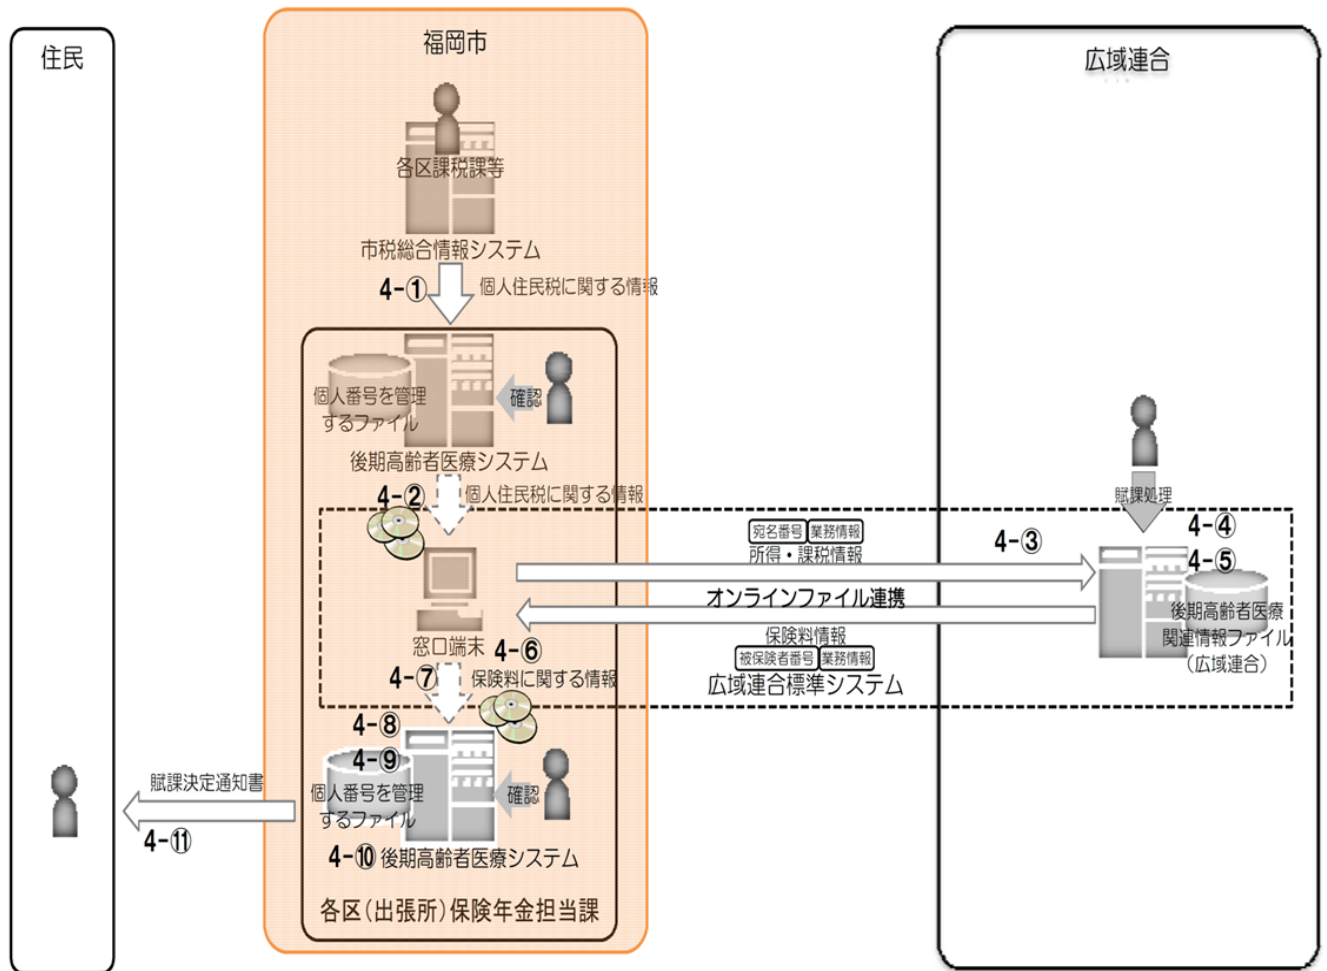 住民
福岡市
広域連合
各区課税課等
市税総合情報システム
4-①
個人住民税に関する情報
個人番号を管理
するファイル
確認
後期高齢者医療システム
4-②
個人住民税に関する情報
宛名番号 業務情報
所得・課税情報
4-③
賦課処理
4-④
4-⑤
オンラインファイル連携
後期高齢者医療
関連情報ファイル
（広域連合）
窓口端末
4-⑥
保険料情報
被保険者番号 業務情報
広域連合標準システム
4-⑦
保険料に関する情報
4-⑧
4-⑨
個人番号を管理
するファイル
確認
賦課決定通知書
4-⑪
4-⑩ 後期高齢者医療システム
各区（出張所）保険年金担当課